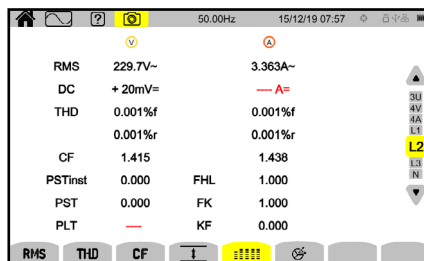 ? 50.00Hz 15/12/19 07:57
V A
RMS 229.7V~ 3.363A~
DC + 20mV= ---- A=
THD 0.001%f 0.001%f
0.001%r 0.001%r
CF 1.415 1.438
PSTinst 0.000 FHL 1.000
PST 0.000 FK 1.000
PLT ---- KF 0.000
3U
4V
4A
L1
L2
L3
N
RMS THD CF